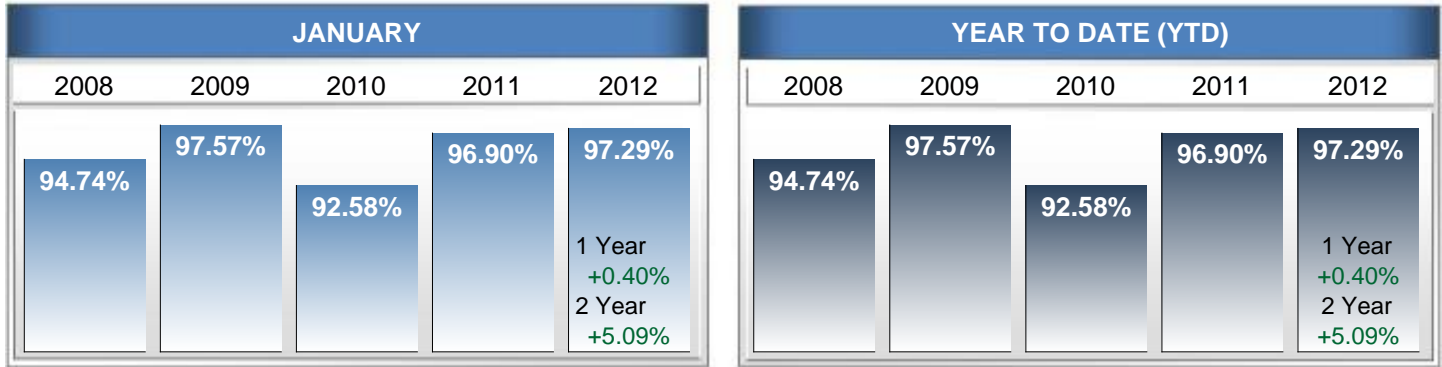 JANUARY
2008 2009 2010 2011 2012
94.74% 97.57% 92.58% 96.90% 97.29%
1 Year
+0.40%
2 Year
+5.09%
YEAR TO DATE (YTD)
2008 2009 2010 2011 2012
94.74% 97.57% 92.58% 96.90% 97.29%
1 Year
+0.40%
2 Year
+5.09%